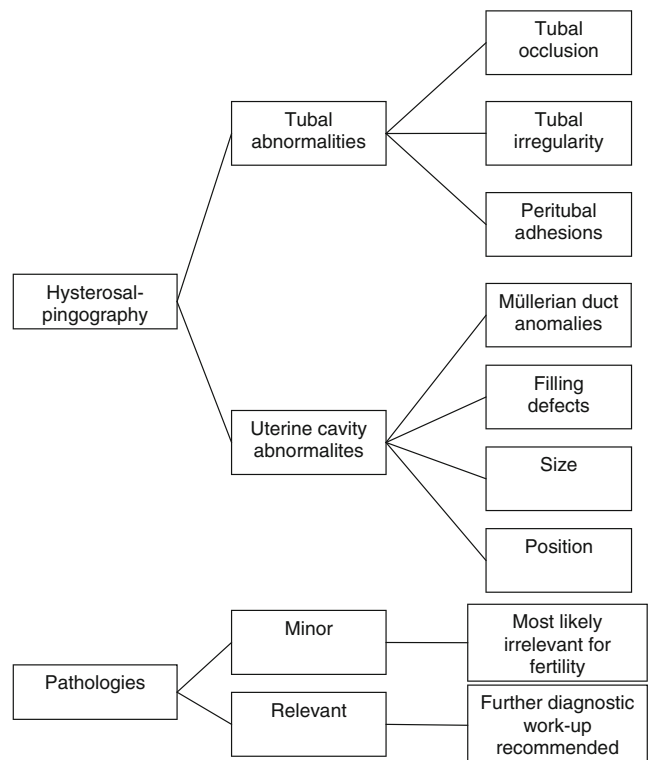 Tubal
occlusion
Tubal
abnormalities
Tubal
irregularity
Peritubal
adhesions
Hysterosal-
pingography
Müllerian duct
anomalies
Filling
defects
Uterine cavity
abnormalites
Size
Position
Minor
Most likely
irrelevant for
fertility
Pathologies
Relevant
Further diagnostic
work-up
recommended